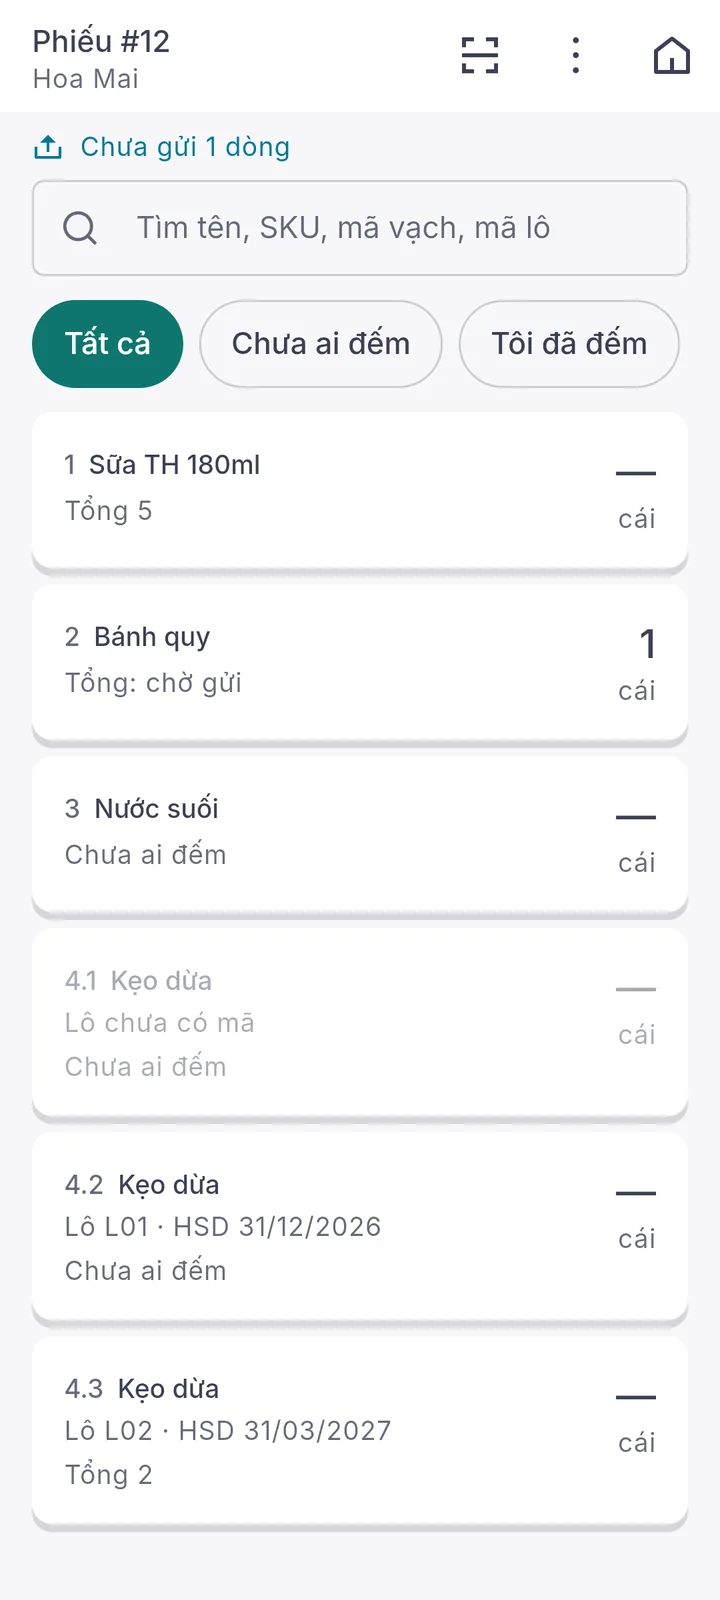 Phiếu #12
Hoa Mai
Chưa gửi 1 dòng
Tìm tên, SKU, mã vạch, mã lô
Tất cả
Chưa ai đếm
Tôi đã đếm
1 Sữa TH 180ml
—
Tổng 5
cái
2 Bánh quy
1
Tổng: chờ gửi
cái
3 Nước suối
—
Chưa ai đếm
cái
4.1 Kẹo dừa
—
Lô chưa có mã
cái
Chưa ai đếm
4.2 Kẹo dừa
—
Lô L01 · HSD 31/12/2026
cái
Chưa ai đếm
4.3 Kẹo dừa
—
Lô L02 · HSD 31/03/2027
cái
Tổng 2